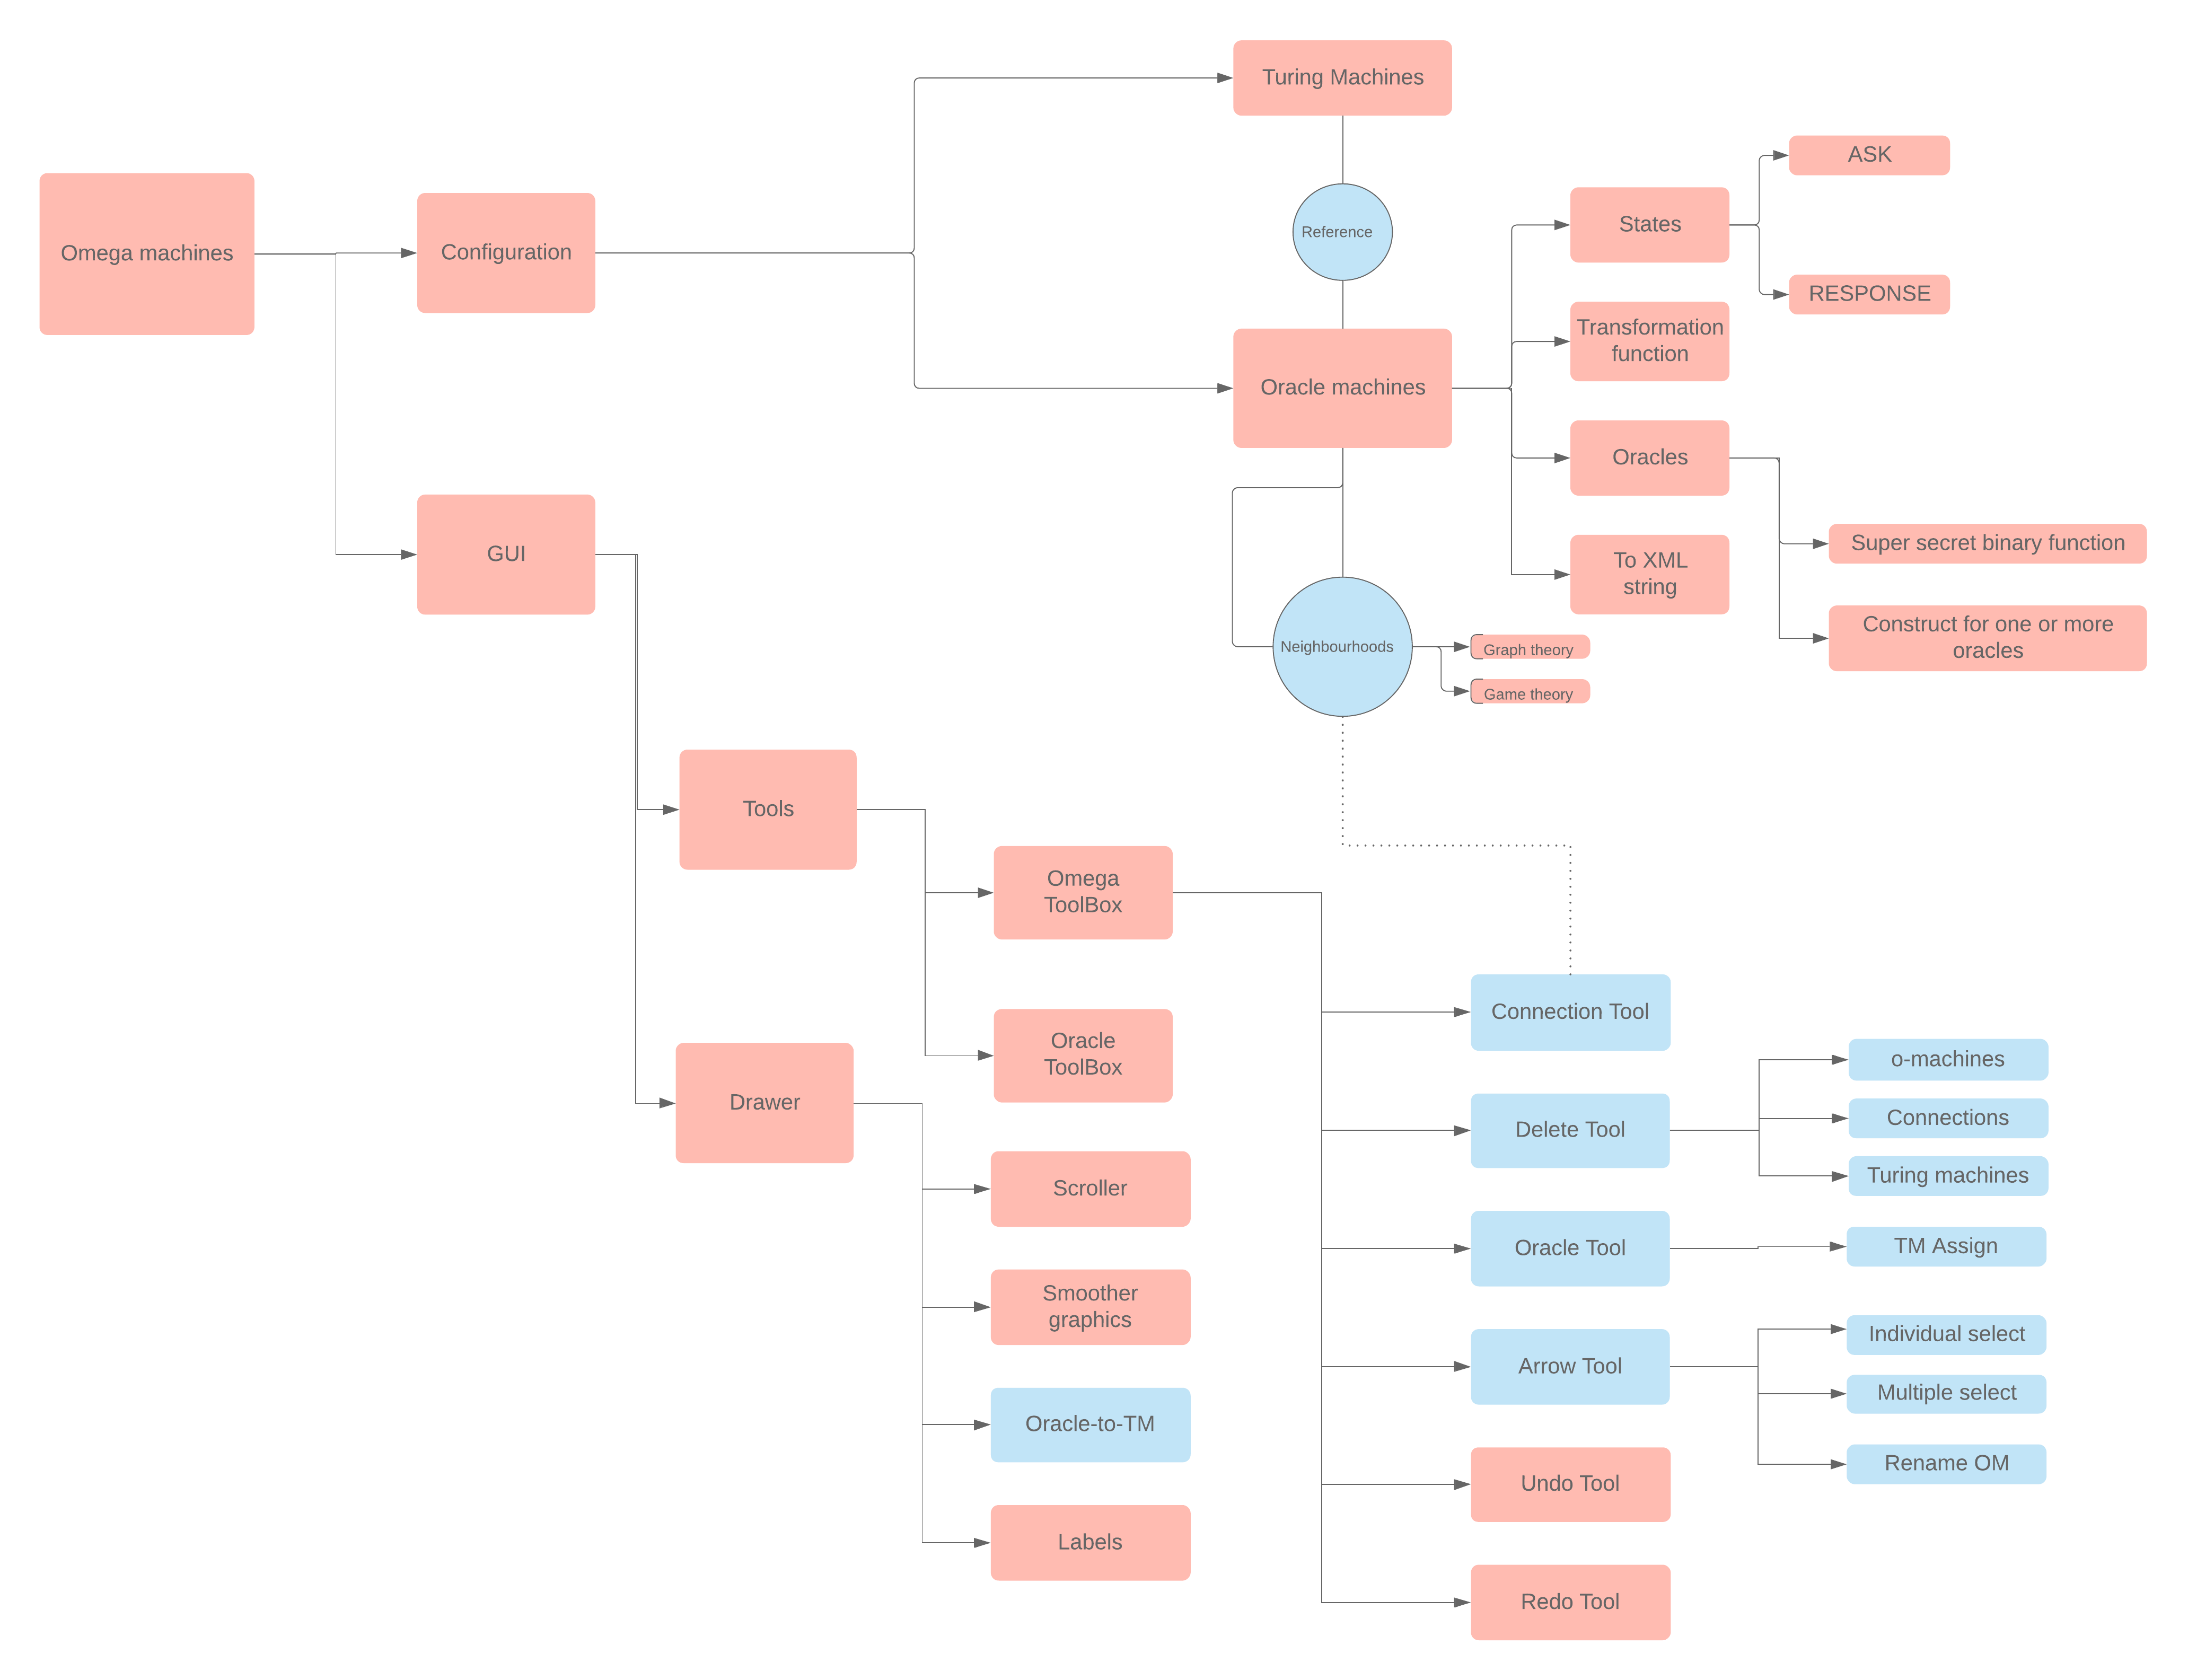 Turing Machines
ASK
States
Omega machines
Configuration
Reference
RESPONSE
Transformation
function
Oracle machines
Oracles
GUI
Super secret binary function
To XML
string
Construct for one or more
oracles
Neighbourhoods
Graph theory
Game theory
Tools
Omega
ToolBox
Connection Tool
Oracle
ToolBox
o-machines
Drawer
Delete Tool
Connections
Turing machines
Scroller
Oracle Tool
TM Assign
Smoother
graphics
Arrow Tool
Individual select
Multiple select
Oracle-to-TM
Rename OM
Undo Tool
Labels
Redo Tool